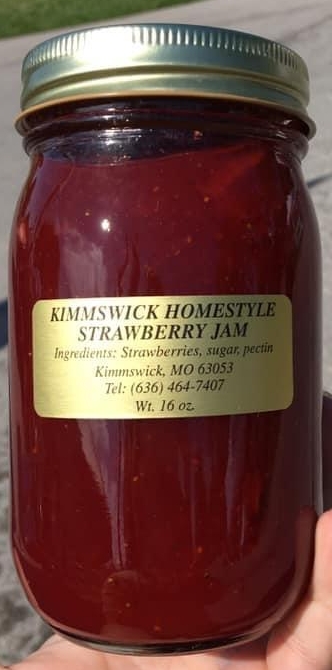 KIMMSWICK HOMESTYLE
STRAWBERRY JAM
Ingredients: Strawberries, sugar, pectin
Kimmswick, MO 63053
Tel: (636) 464-7407
Wt. 16 oz.